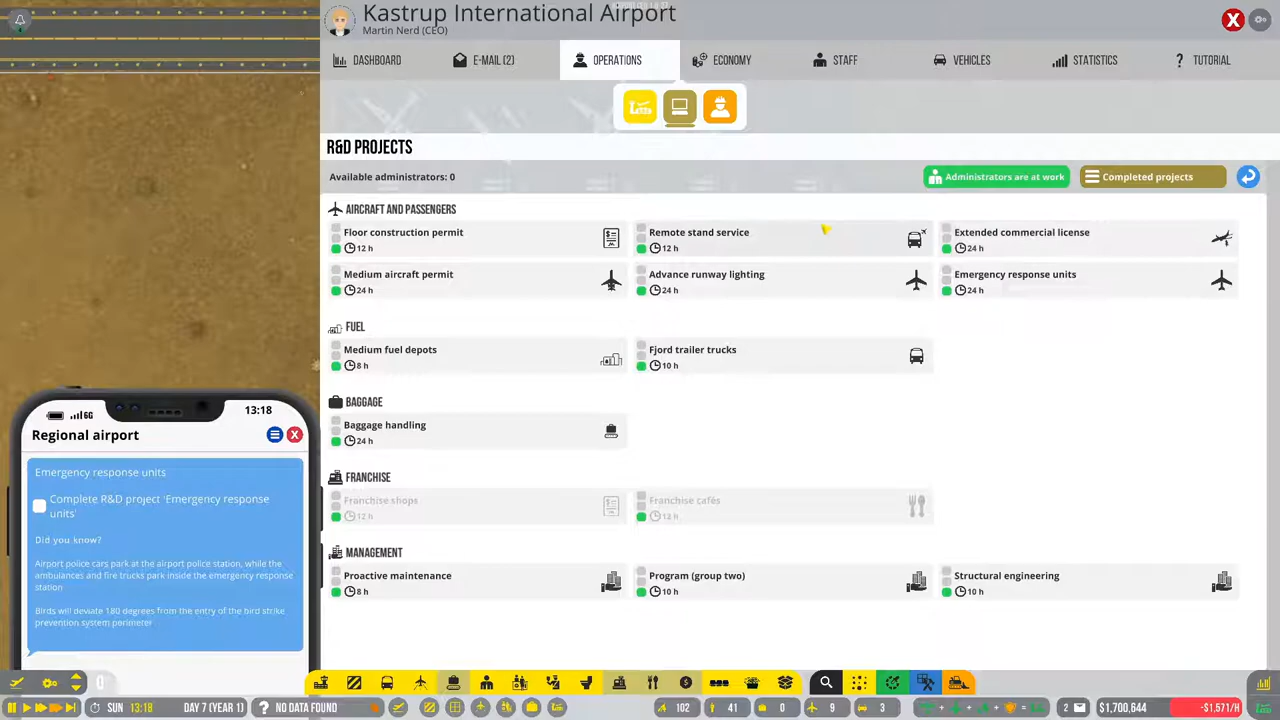 Kastrup International Airport
Martin Nerd (CEO)
DASHBOARD
E-MAIL (2)
OPERATIONS
ECONOMY
STAFF
VEHICLES
STATISTICS
? TUTORIAL
R&D PROJECTS
Available administrators: 0
Administrators are at work
Completed projects
AIRCRAFT AND PASSENGERS
Floor construction permit
12 h
Remote stand service
12 h
Extended commercial license
24 h
Medium aircraft permit
24 h
Advance runway lighting
24 h
Emergency response units
24 h
FUEL
Medium fuel depots
8 h
Fjord trailer trucks
10 h
BAGGAGE
Baggage handling
24 h
FRANCHISE
Franchise shops
12 h
Franchise cafés
12 h
MANAGEMENT
Proactive maintenance
8 h
Program (group two)
10 h
Structural engineering
10 h
6G
13:18
Regional airport
Emergency response units
Complete R&D project 'Emergency response
units'
Did you know?
Airport police cars park at the airport police station, while the
ambulances and fire trucks park inside the emergency response
station
Birds will deviate 180 degrees from the entry of the bird strike
prevention system perimeter
0
SUN 13:18
DAY 7 (YEAR 1)
? NO DATA FOUND
102
41
0
9
3
2
$1,700,644
-$1,571/H